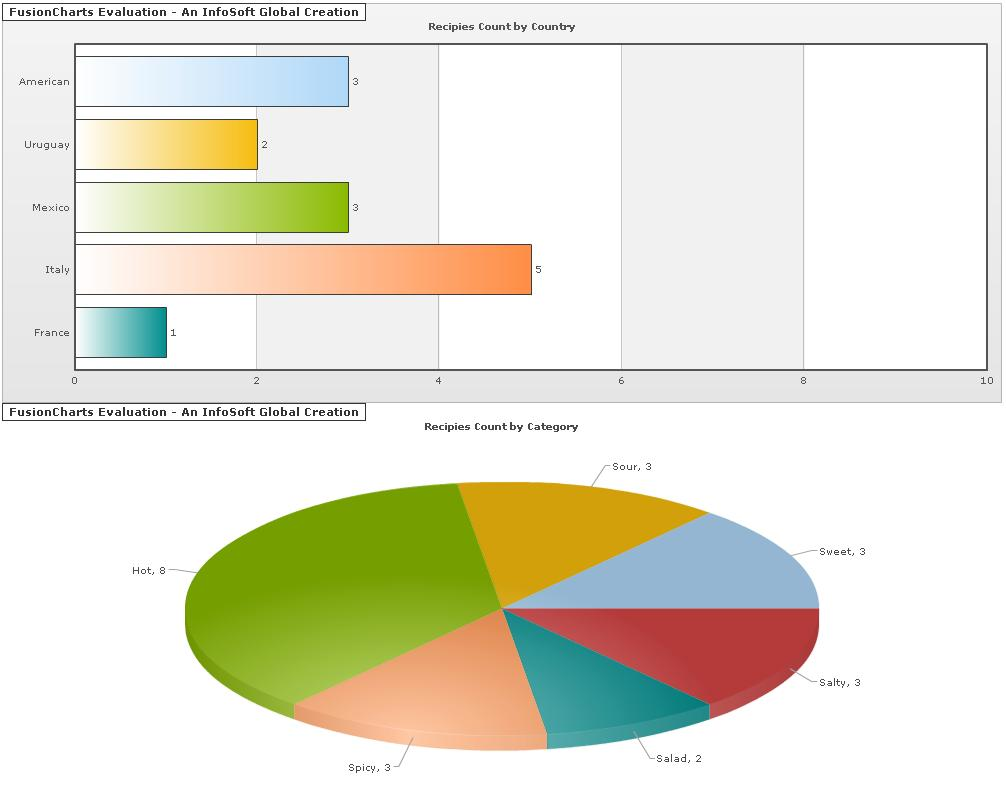 FusionCharts Evaluation - An InfoSoft Global Creation
Recipies Count by Country
American 3
Uruguay 2
Mexico 3
Italy 5
France 1
0 2 4 6 8 10
FusionCharts Evaluation - An InfoSoft Global Creation
Recipies Count by Category
Sour, 3
Sweet, 3
Hot, 8
Salty, 3
Salad, 2
Spicy, 3